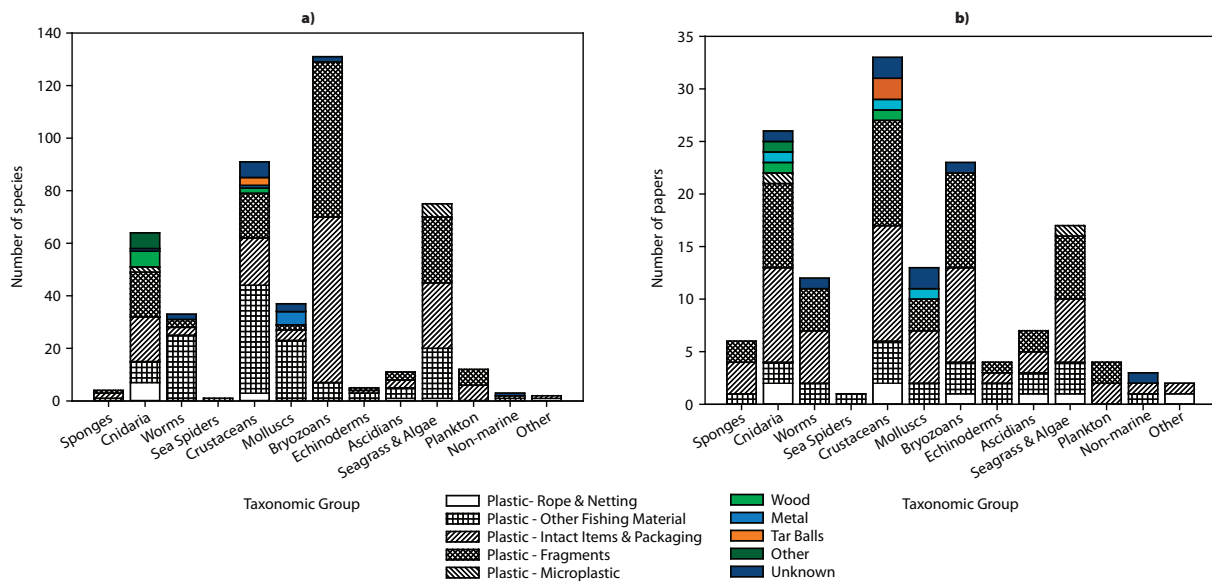 a)
140
120
100
80
60
40
20
0
Number of species
Sponges
Cnidaria
Worms
Sea Spiders
Crustaceans
Molluscs
Bryozoans
Echinoderms
Ascidians
Seagrass & Algae
Plankton
Non-marine
Other
Taxonomic Group
b)
35
30
25
20
15
10
5
0
Number of papers
Sponges
Cnidaria
Worms
Sea Spiders
Crustaceans
Molluscs
Bryozoans
Echinoderms
Ascidians
Seagrass & Algae
Plankton
Non-marine
Other
Taxonomic Group
Plastic- Rope & Netting
Plastic - Other Fishing Material
Plastic - Intact Items & Packaging
Plastic - Fragments
Plastic - Microplastic
Wood
Metal
Tar Balls
Other
Unknown